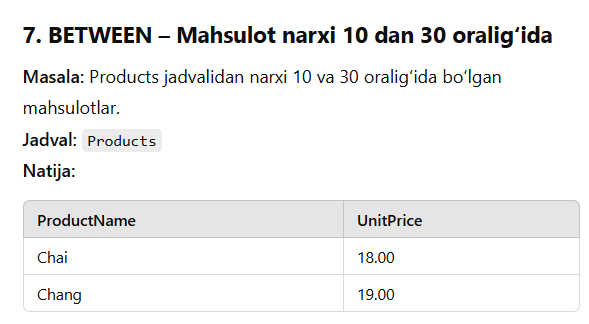 7. BETWEEN – Mahsulot narxi 10 dan 30 oralig‘ida
Masala: Products jadvalidan narxi 10 va 30 oralig‘ida bo‘lgan
mahsulotlar.
Jadval: Products
Natija:
ProductName UnitPrice
Chai 18.00
Chang 19.00